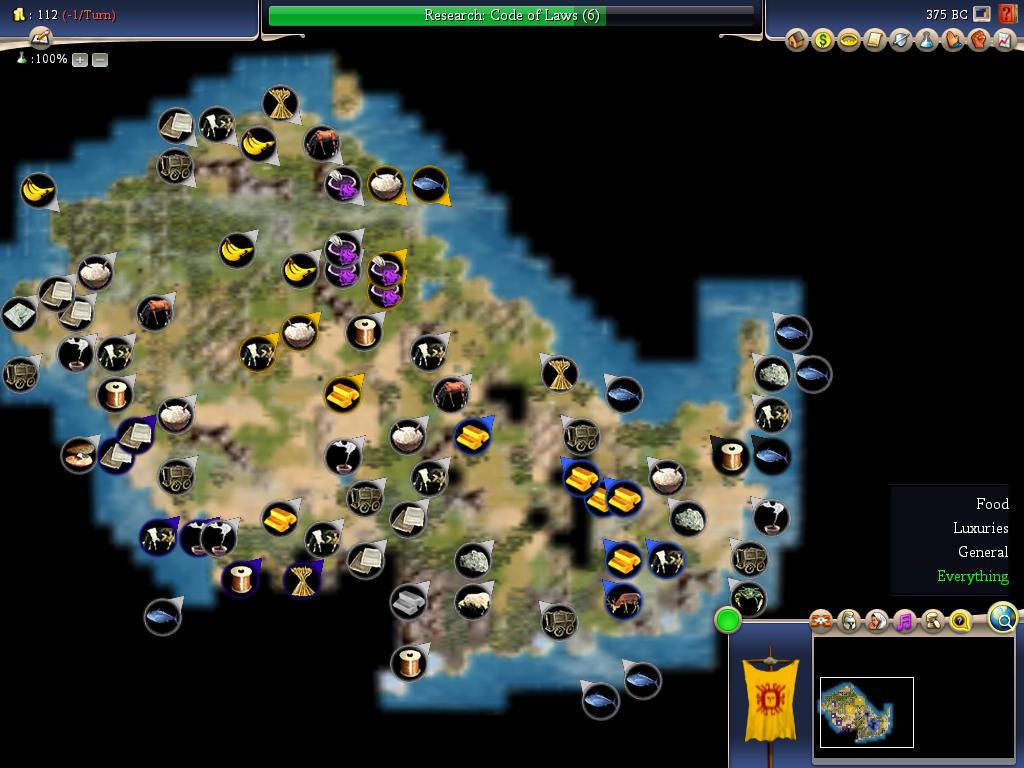 : 112 (-1/Turn)
Research: Code of Laws (6)
375 BC
:100%
Food
Luxuries
General
Everything